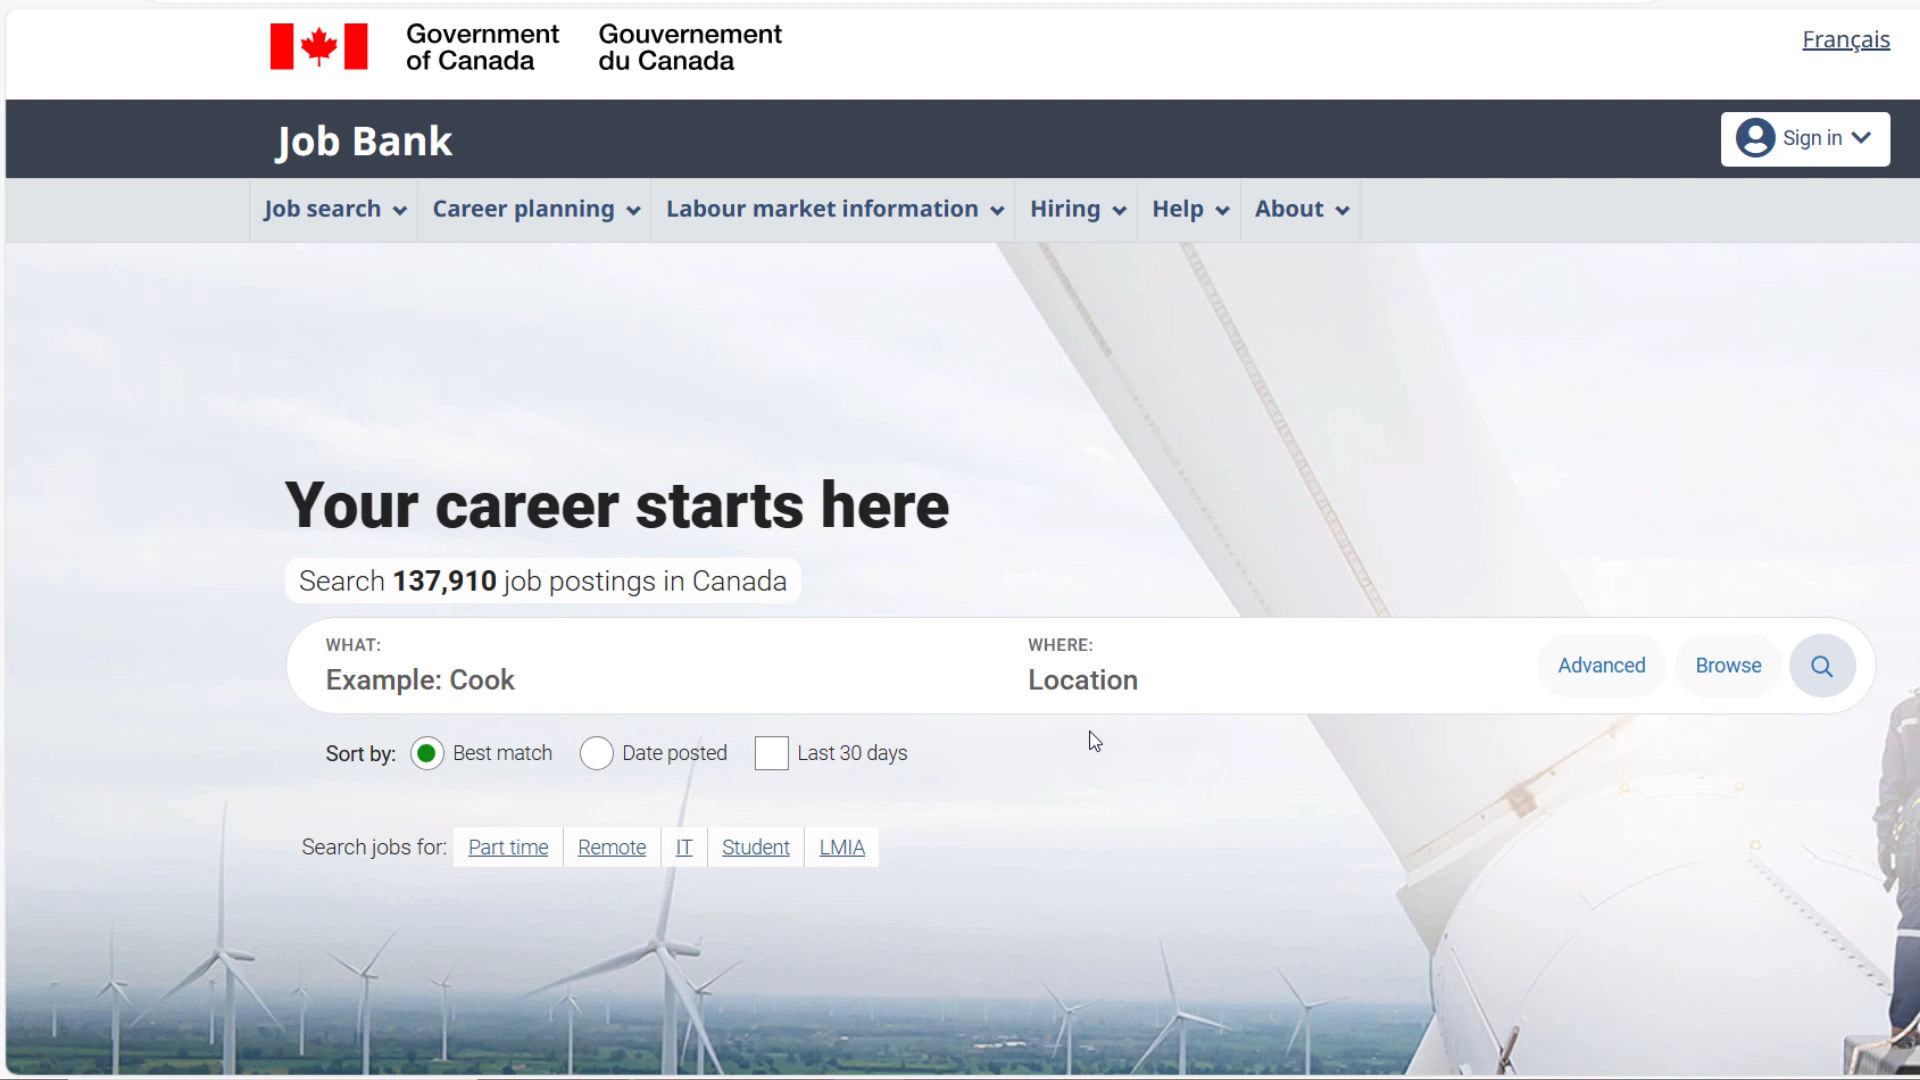 Government of Canada
Gouvernement du Canada
Français
Job Bank
Sign in
Job search
Career planning
Labour market information
Hiring
Help
About
Your career starts here
Search 137,910 job postings in Canada
WHAT:
Example: Cook
WHERE:
Location
Advanced
Browse
Sort by: Best match Date posted Last 30 days
Search jobs for: Part time Remote IT Student LMIA